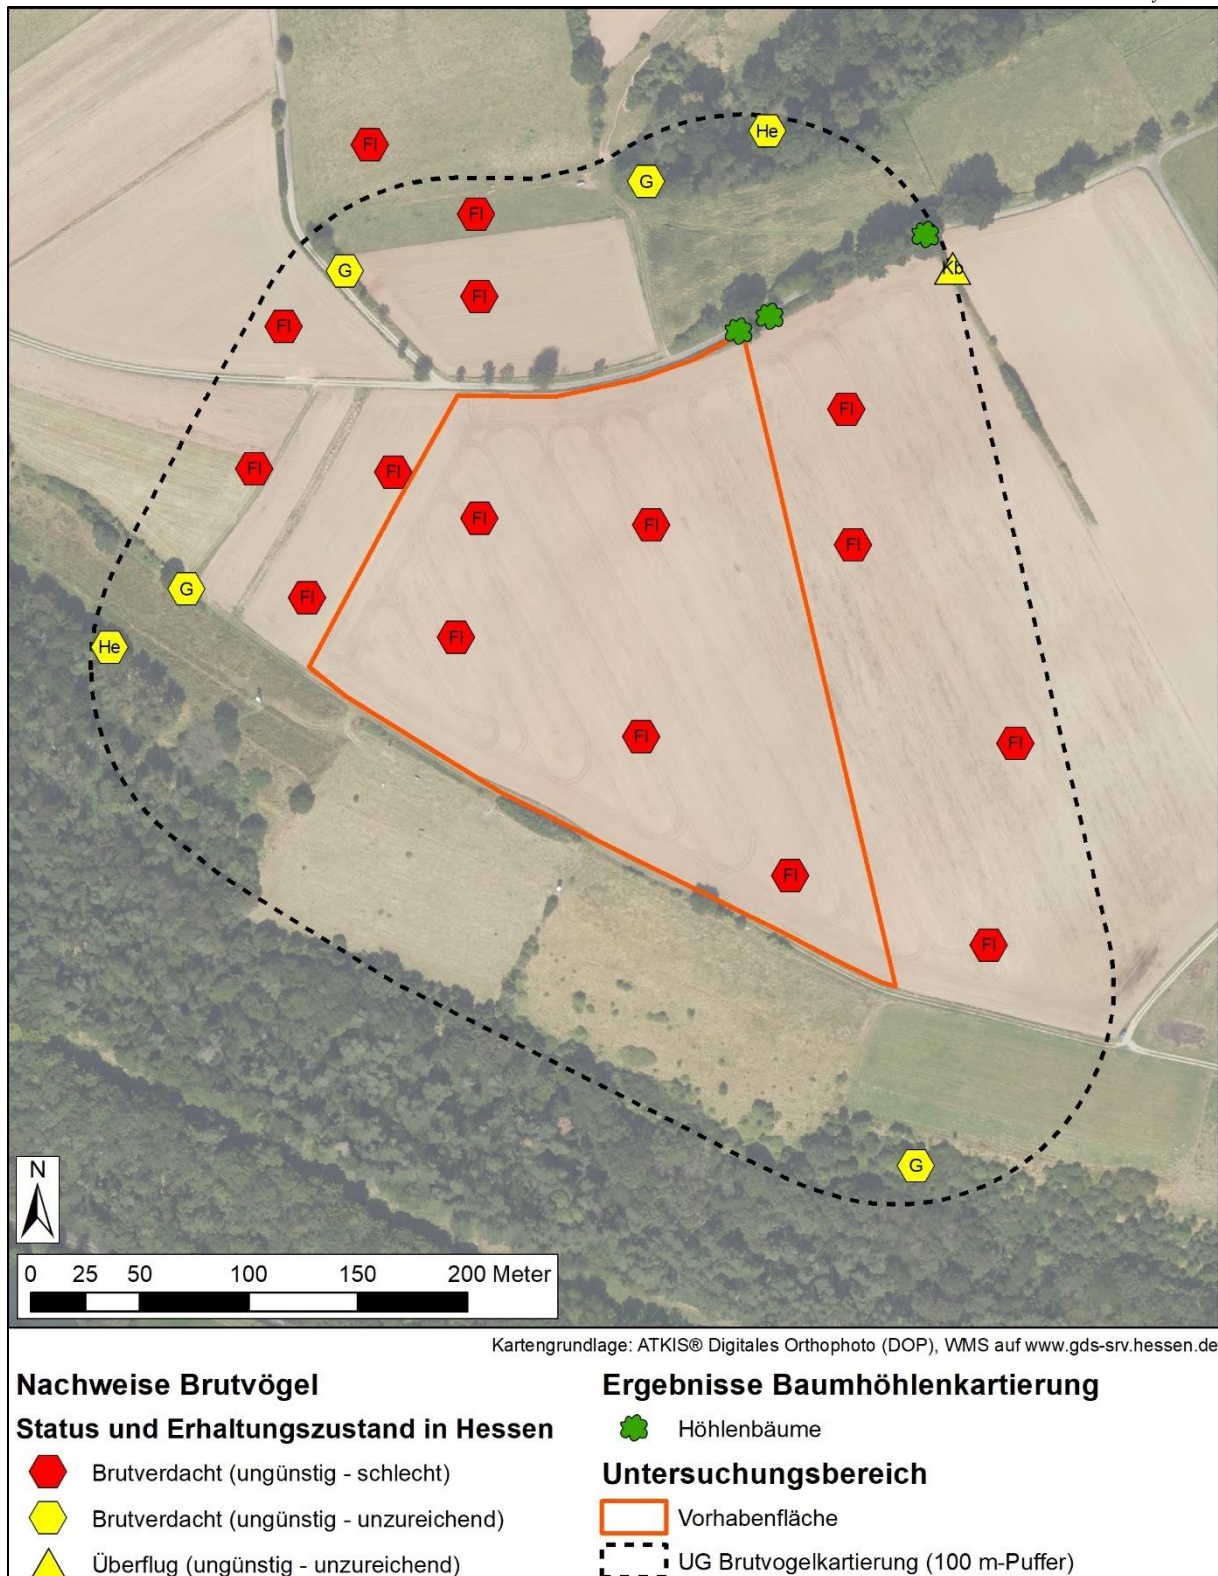 Fl
He
G
Fl
Kb
G
Fl
Fl
Fl
Fl
Fl
Fl
Fl
Fl
G
Fl
Fl
He
Fl
Fl
Fl
Fl
G
N
0 25 50 100 150 200 Meter
Kartengrundlage: ATKIS® Digitales Orthophoto (DOP), WMS auf www.gds-srv.hessen.de
Nachweise Brutvögel
Status und Erhaltungszustand in Hessen
Brutverdacht (ungünstig - schlecht)
Brutverdacht (ungünstig - unzureichend)
Überflug (ungünstig - unzureichend)
Ergebnisse Baumhöhlenkartierung
Höhlenbäume
Untersuchungsbereich
Vorhabenfläche
UG Brutvogelkartierung (100 m-Puffer)